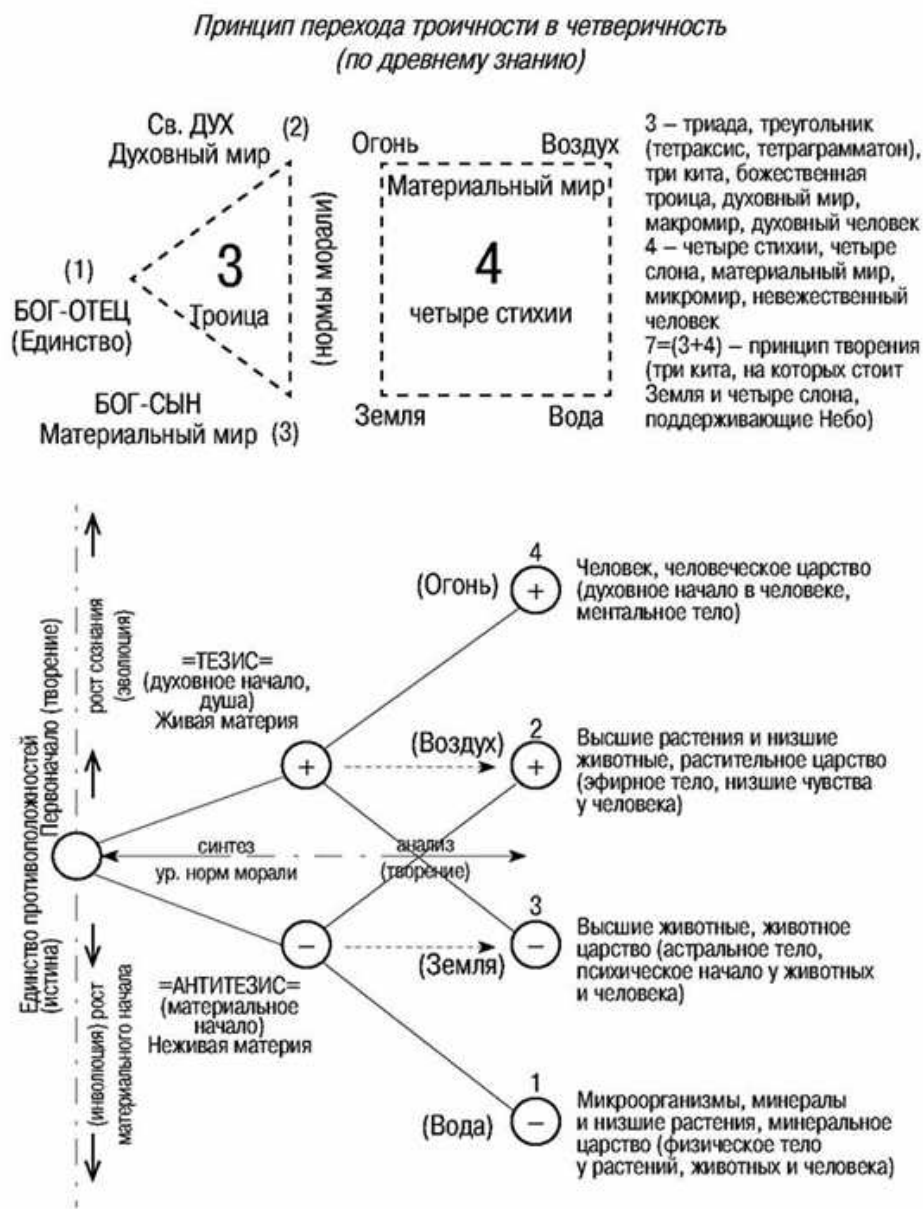 Принцип перехода троичности в четверичность
(по древнему знанию)
Св. ДУХ (2)
Духовный мир
(1)
БОГ-ОТЕЦ
(Единство)
3
Троица
БОГ-СЫН
Материальный мир (3)
(нормы морали)
Огонь Воздух
Материальный мир
4
четыре стихии
Земля Вода
3 – триада, треугольник
(тетраксис, тетраграмматон),
три кита, божественная
троица, духовный мир,
макромир, духовный человек
4 – четыре стихии, четыре
слона, материальный мир,
микромир, невежественный
человек
7=(3+4) – принцип творения
(три кита, на которых стоит
Земля и четыре слона,
поддерживающие Небо)
Единство противоположностей
(истина)
Первоначало (творение)
рост сознания
(эволюция)
(инволюция) рост
материального начала
=ТЕЗИС=
(духовное начало,
душа)
Живая материя
+
синтез
ур. норм морали
анализ
(творение)
–
=АНТИТЕЗИС=
(материальное
начало)
Неживая материя
(Огонь)
4
+
Человек, человеческое царство
(духовное начало в человеке,
ментальное тело)
(Воздух)
2
+
Высшие растения и низшие
животные, растительное царство
(эфирное тело, низшие чувства
у человека)
(Земля)
3
–
Высшие животные, животное
царство (астральное тело,
психическое начало у животных
и человека)
(Вода)
1
–
Микроорганизмы, минералы
и низшие растения, минеральное
царство (физическое тело
у растений, животных и человека)